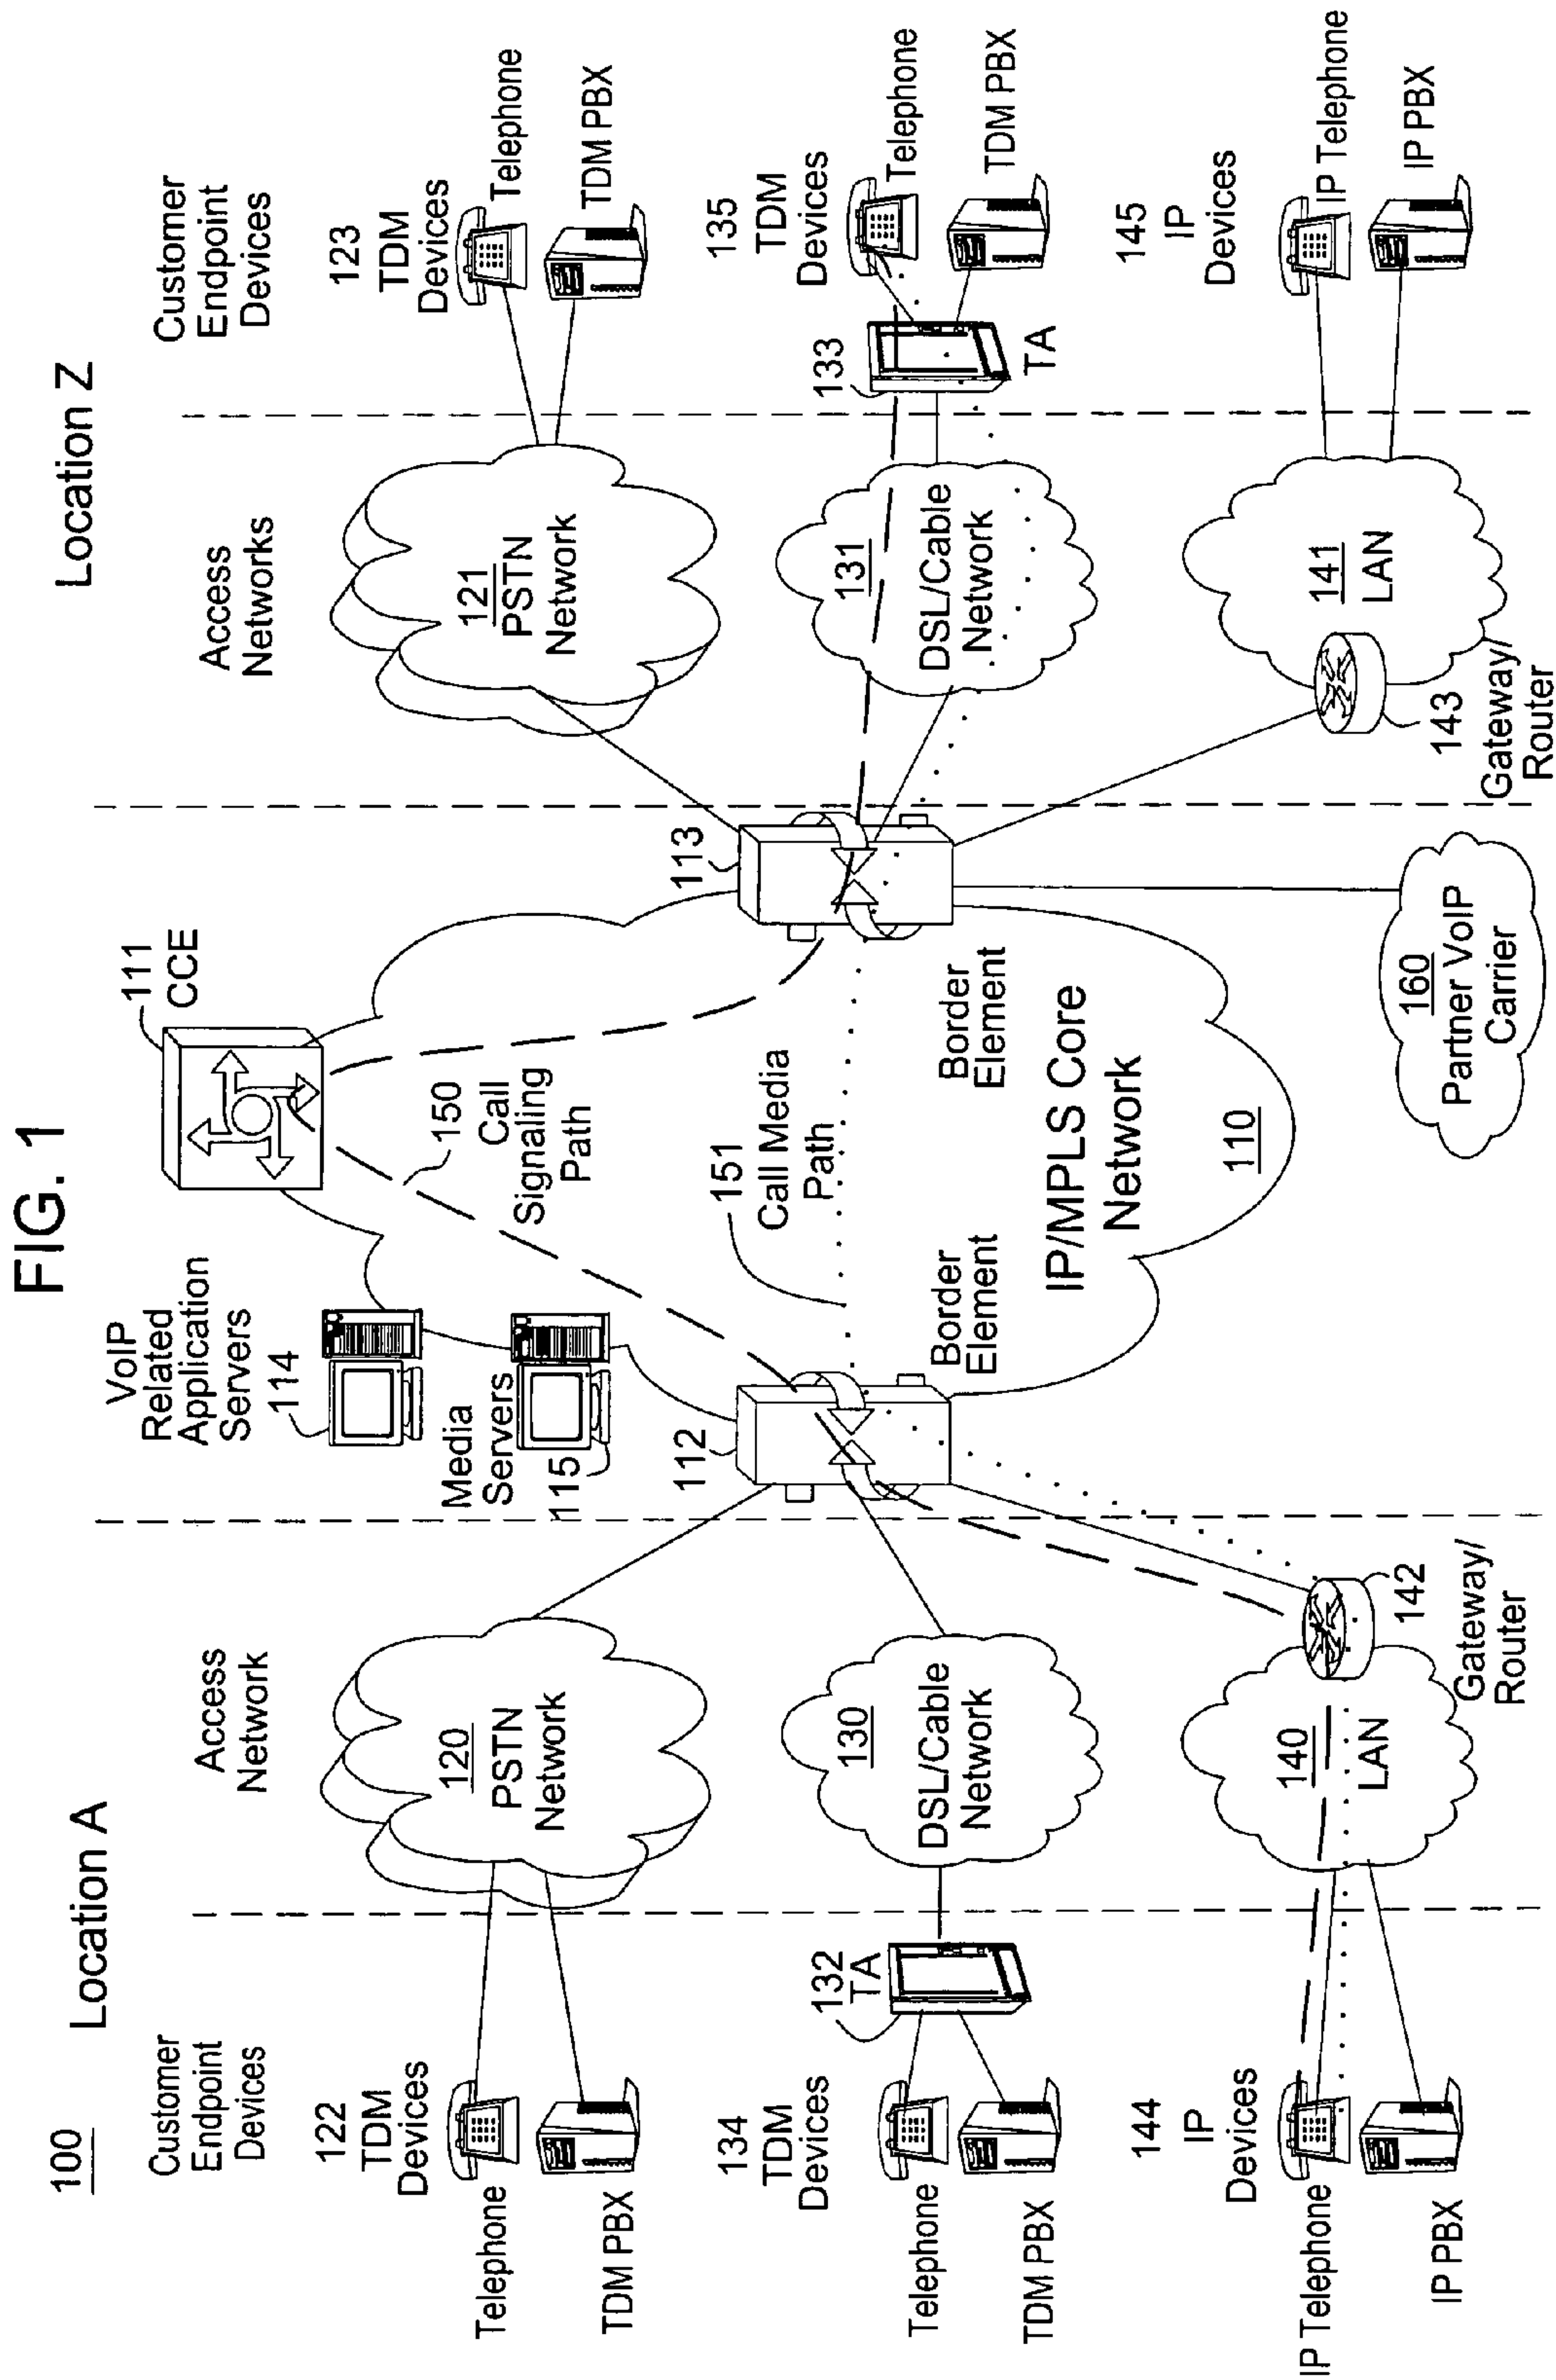 FIG. 1
100
Location A
Location Z
Customer
Endpoint
Devices
Access
Network
VoIP
Related
Application
Servers
114
111
CCE
Access
Networks
Customer
Endpoint
Devices
122
TDM
Devices
Telephone
TDM PBX
120
PSTN
Network
Media
Servers
115
150
Call
Signaling
Path
121
PSTN
Network
123
TDM
Devices
Telephone
TDM PBX
134
TDM
Devices
Telephone
TDM PBX
132
TA
130
DSL/Cable
Network
112
Border
Element
151
Call Media
Path
113
Border
Element
131
DSL/Cable
Network
133
TA
135
TDM
Devices
Telephone
TDM PBX
IP/MPLS Core
Network
110
144
IP
Devices
IP Telephone
IP PBX
140
LAN
142
Gateway/
Router
160
Partner VoIP
Carrier
143
Gateway/
Router
141
LAN
145
IP
Devices
IP Telephone
IP PBX